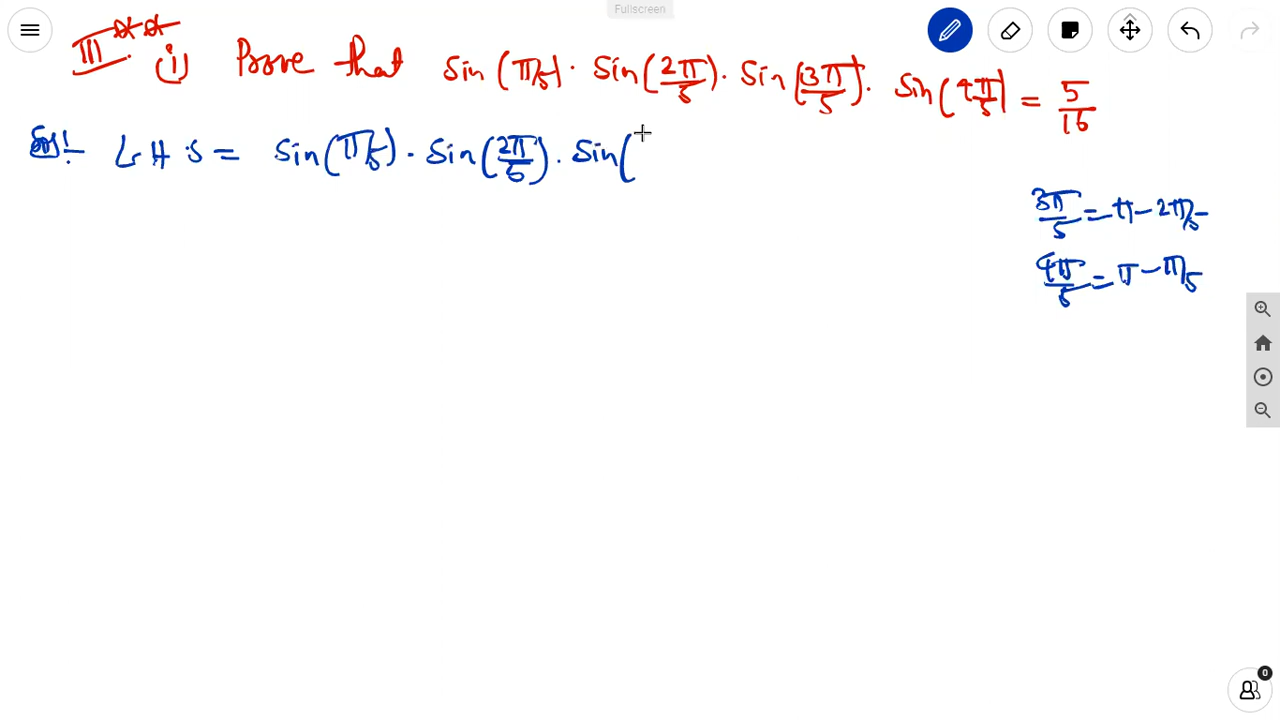 Fullscreen
III ☆☆ (i) Prove that Sin(π/5) · Sin(2π/5) · Sin(3π/5) · Sin(4π/5) = 5/16
Sol:- LHS = Sin(π/5) · Sin(2π/5) · Sin(
3π/5 = π - 2π/5
4π/5 = π - π/5
0